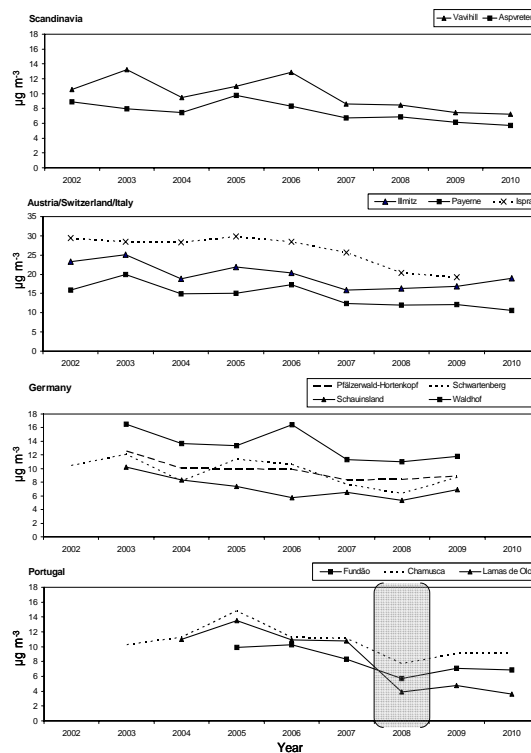 Scandinavia
Vavihill Aspvreten
µg m-3
18
16
14
12
10
8
6
4
2
0
2002 2003 2004 2005 2006 2007 2008 2009 2010
Austria/Switzerland/Italy
Illmitz Payerne Ispra
µg m-3
35
30
25
20
15
10
5
0
2002 2003 2004 2005 2006 2007 2008 2009 2010
Germany
Pfälzerwald-Hortenkopf Schwartenberg
Schauinsland Waldhof
µg m-3
18
16
14
12
10
8
6
4
2
0
2002 2003 2004 2005 2006 2007 2008 2009 2010
Portugal
Fundão Chamusca Lamas de Olo
µg m-3
18
16
14
12
10
8
6
4
2
0
2002 2003 2004 2005 2006 2007 2008 2009 2010
Year